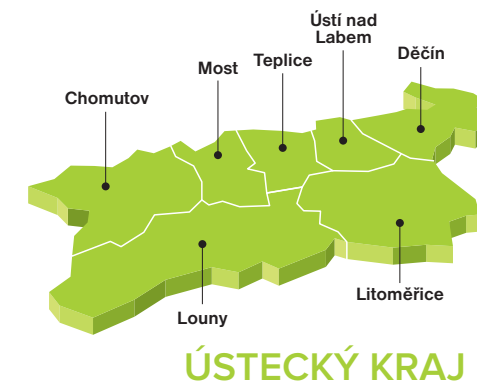 Ústí nad
Labem
Děčín
Teplice
Most
Chomutov
Litoměřice
Louny
ÚSTECKÝ KRAJ